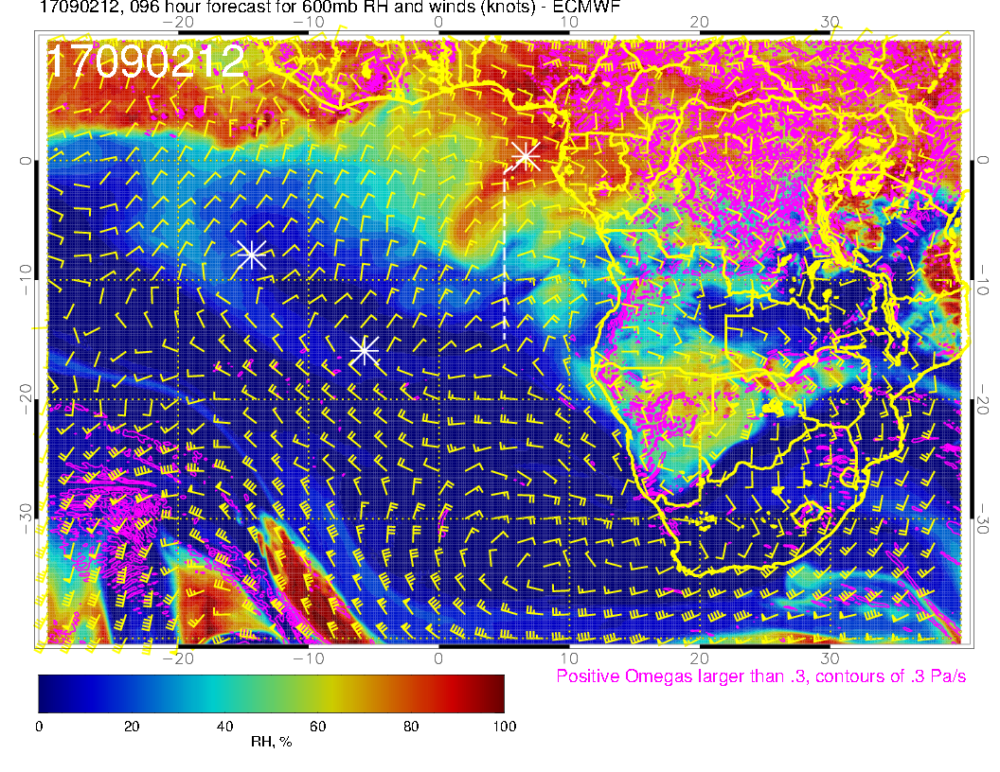 17090212, 096 hour forecast for 600mb RH and winds (knots) - ECMWF
-20 -10 0 10 20 30
17090212
0 0
-10 -10
-20 -20
-30 -30
-20 -10 0 10 20 30
Positive Omegas larger than .3, contours of .3 Pa/s
0 20 40 60 80 100
RH, %